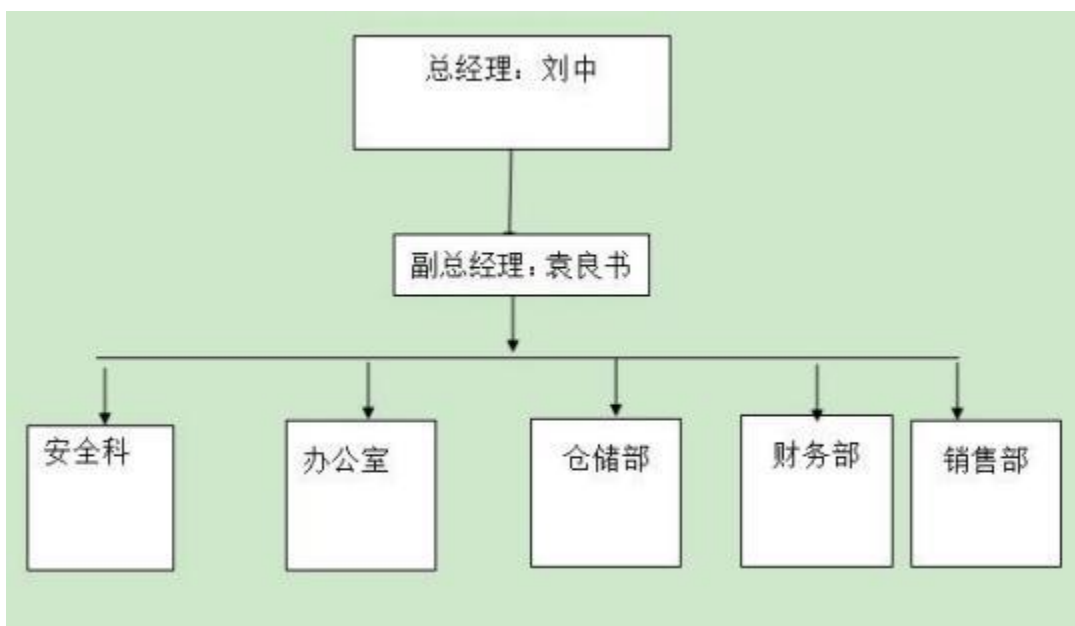 总经理：刘中
副总经理：袁良书
安全科
办公室
仓储部
财务部
销售部